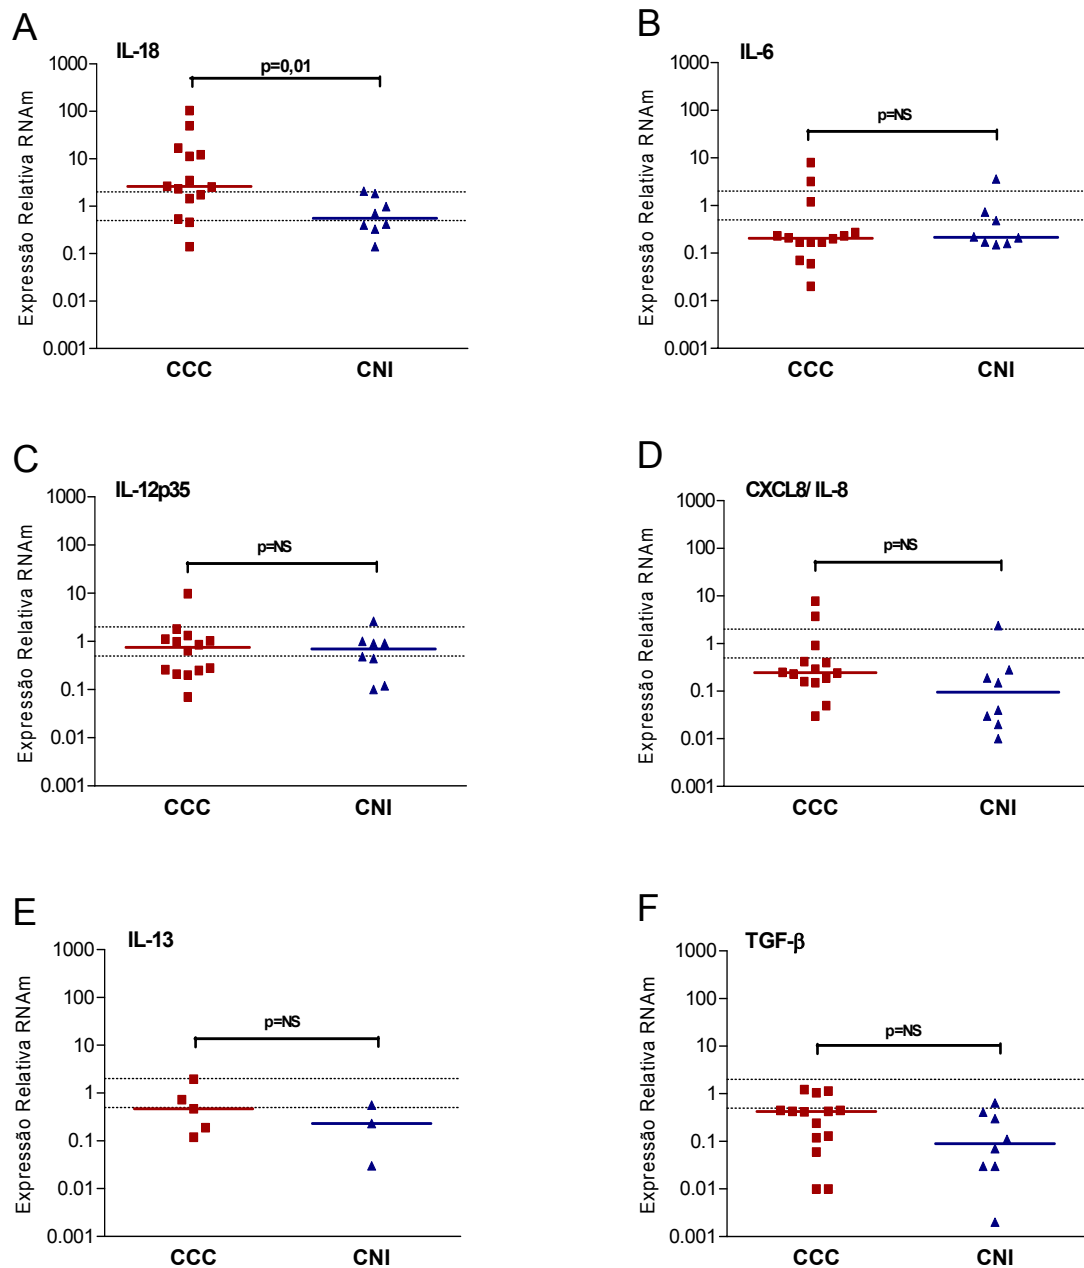 A
IL-18
p=0,01
Expressão Relativa RNAm
1000
100
10
1
0.1
0.01
0.001
CCC
CNI
B
IL-6
p=NS
Expressão Relativa RNAm
1000
100
10
1
0.1
0.01
0.001
CCC
CNI
C
IL-12p35
p=NS
Expressão Relativa RNAm
1000
100
10
1
0.1
0.01
0.001
CCC
CNI
D
CXCL8/ IL-8
p=NS
Expressão Relativa RNAm
1000
100
10
1
0.1
0.01
0.001
CCC
CNI
E
IL-13
p=NS
Expressão Relativa RNAm
1000
100
10
1
0.1
0.01
0.001
CCC
CNI
F
TGF-β
p=NS
Expressão Relativa RNAm
1000
100
10
1
0.1
0.01
0.001
CCC
CNI